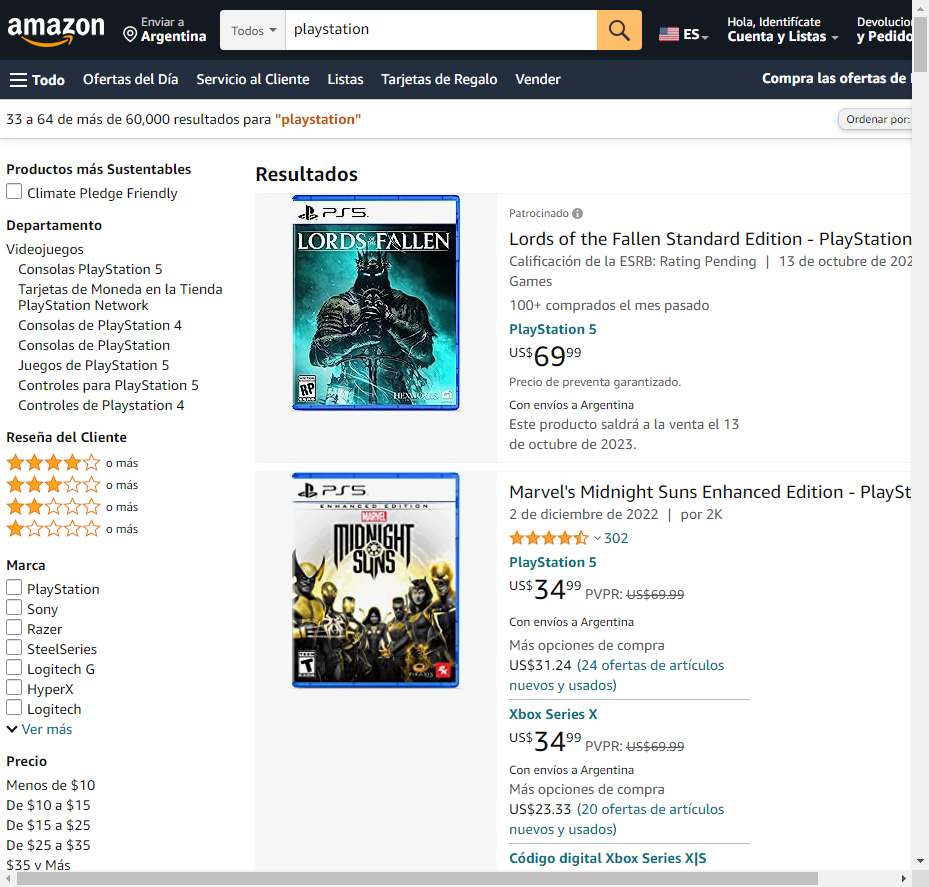 amazon
Enviar a
Argentina
Todos
playstation
ES
Hola, Identifícate
Cuenta y Listas
y Pedido
Todo
Ofertas del Día
Servicio al Cliente
Listas
Tarjetas de Regalo
Vender
Compra las ofertas de
33 a 64 de más de 60,000 resultados para "playstation"
Ordenar por:
Productos más Sustentables
Climate Pledge Friendly
Departamento
Videojuegos
Consolas PlayStation 5
Tarjetas de Moneda en la Tienda
PlayStation Network
Consolas de PlayStation 4
Consolas de PlayStation
Juegos de PlayStation 5
Controles para PlayStation 5
Controles de Playstation 4
Reseña del Cliente
o más
o más
o más
o más
Marca
PlayStation
Sony
Razer
SteelSeries
Logitech G
HyperX
Logitech
Ver más
Precio
Menos de $10
De $10 a $15
De $15 a $25
De $25 a $35
$35 y Más
Resultados
PS5
LORDS OF THE FALLEN
RP
HEXWORKS
Patrocinado
Lords of the Fallen Standard Edition - PlayStation
Calificación de la ESRB: Rating Pending | 13 de octubre de 202
Games
100+ comprados el mes pasado
PlayStation 5
US$69.99
Precio de preventa garantizado.
Con envíos a Argentina
Este producto saldrá a la venta el 13
de octubre de 2023.
PS5
ENHANCED EDITION
MARVEL
MIDNIGHT
SUNS
T
FIRAXIS
2K
Marvel's Midnight Suns Enhanced Edition - PlaySt
2 de diciembre de 2022 | por 2K
302
PlayStation 5
US$34.99 PVPR: US$69.99
Con envíos a Argentina
Más opciones de compra
US$31.24 (24 ofertas de artículos
nuevos y usados)
Xbox Series X
US$34.99 PVPR: US$69.99
Con envíos a Argentina
Más opciones de compra
US$23.33 (20 ofertas de artículos
nuevos y usados)
Código digital Xbox Series X|S